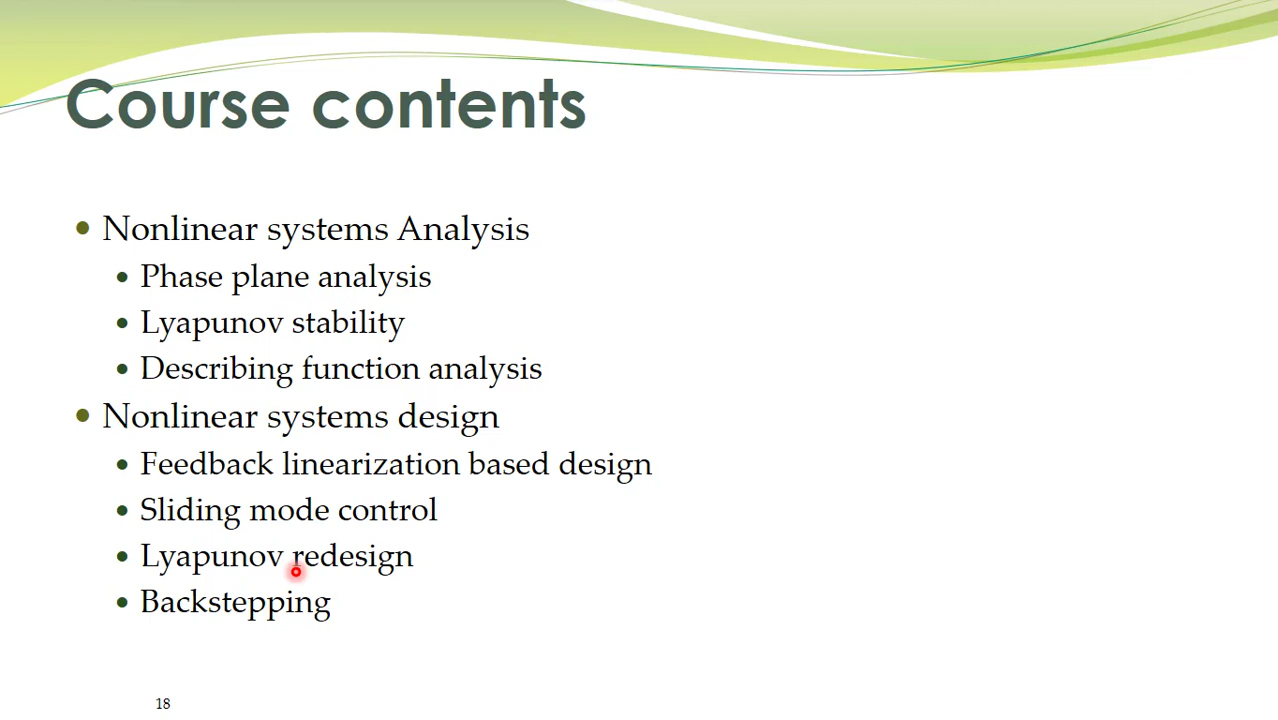 Course contents
Nonlinear systems Analysis
Phase plane analysis
Lyapunov stability
Describing function analysis
Nonlinear systems design
Feedback linearization based design
Sliding mode control
Lyapunov redesign
Backstepping
18